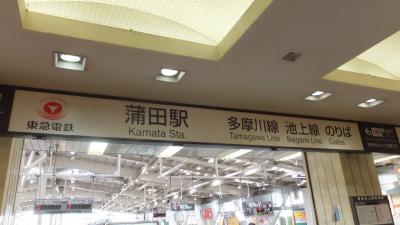 東急電鉄
蒲田駅
Kamata Sta.
多摩川線 池上線 のりば
Tamagawa Line Ikegami Line Gates